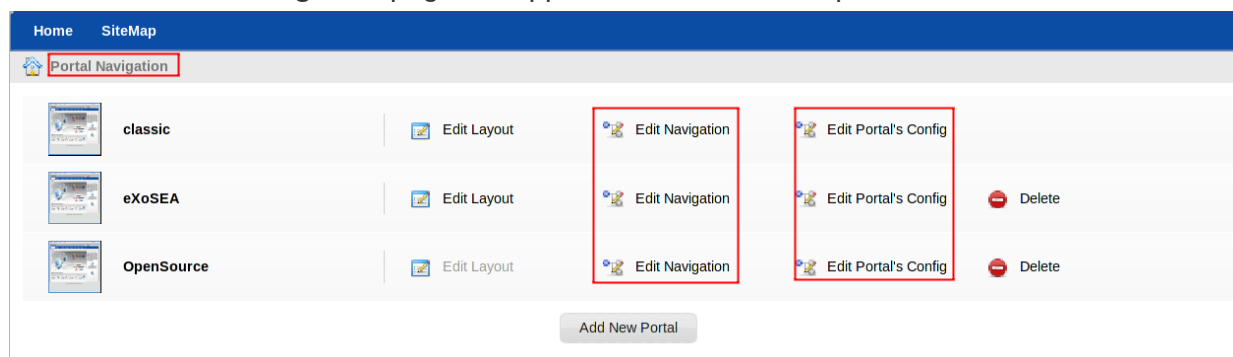 Home SiteMap
Portal Navigation
classic Edit Layout Edit Navigation Edit Portal's Config
eXoSEA Edit Layout Edit Navigation Edit Portal's Config Delete
OpenSource Edit Layout Edit Navigation Edit Portal's Config Delete
Add New Portal